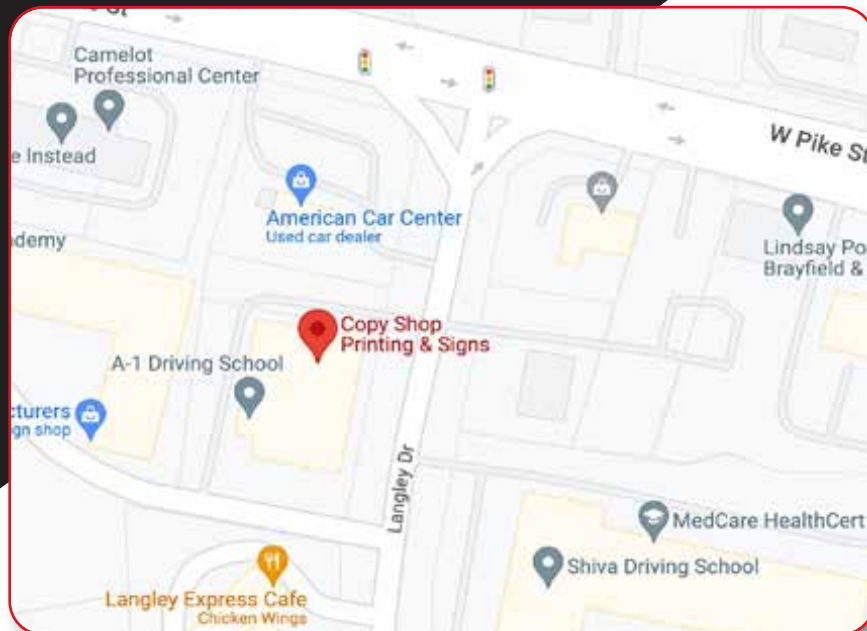 St
Camelot
Professional Center
e Instead
W Pike St
American Car Center
Used car dealer
demy
Lindsay Po
Brayfield &
Copy Shop
Printing & Signs
A-1 Driving School
cturers
gn shop
Langley Dr
MedCare HealthCert
Shiva Driving School
Langley Express Cafe
Chicken Wings